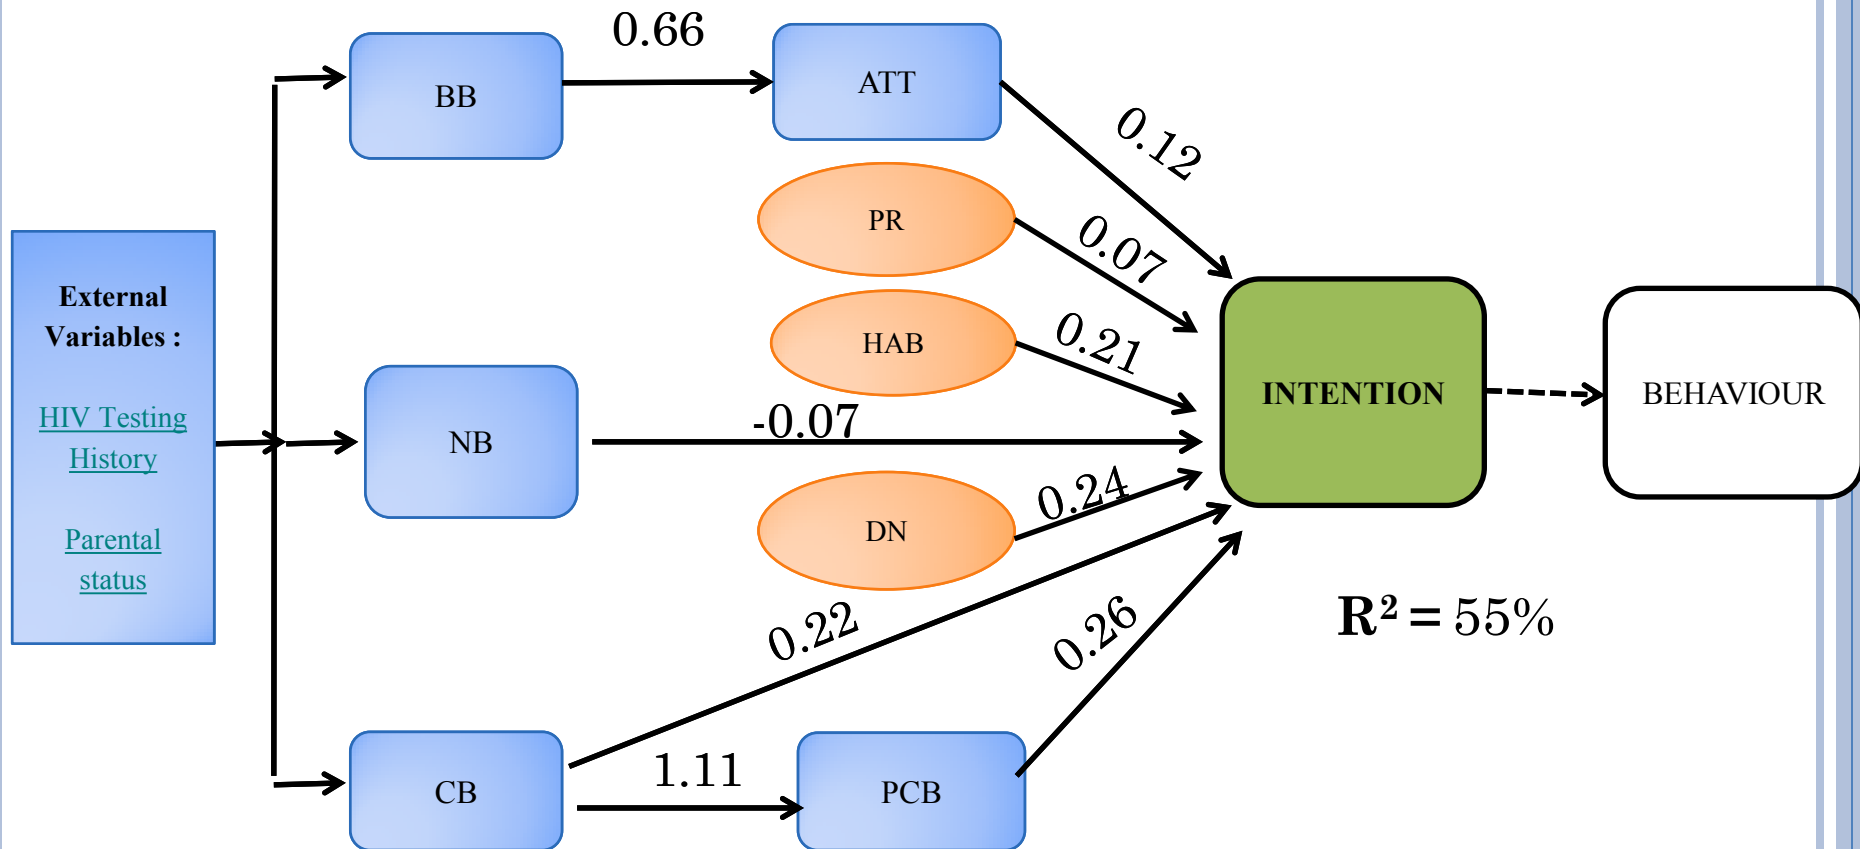 0.66
BB
ATT
0.12
PR
0.07
External
Variables :
HIV Testing
History
Parental
status
HAB
0.21
INTENTION
BEHAVIOUR
-0.07
NB
0.24
DN
0.22
0.26
R² = 55%
CB
1.11
PCB